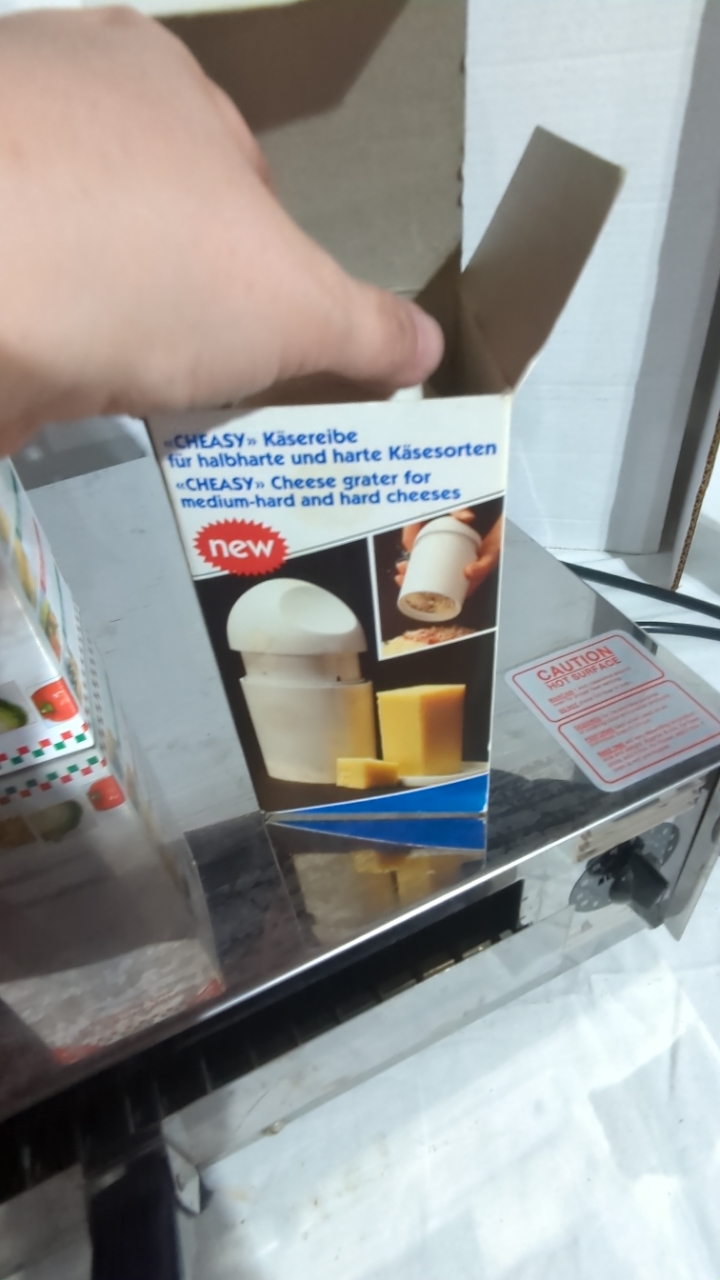 «CHEASY» Käsereibe
für halbharte und harte Käsesorten
«CHEASY» Cheese grater for
medium-hard and hard cheeses
new
CAUTION
HOT SURFACE